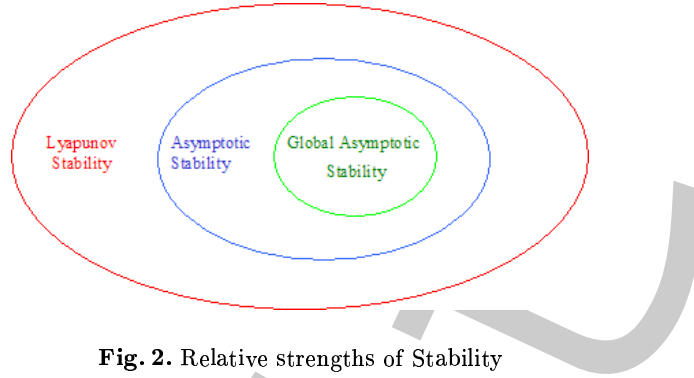 Lyapunov
Stability
Asymptotic
Stability
Global Asymptotic
Stability
Fig. 2. Relative strengths of Stability